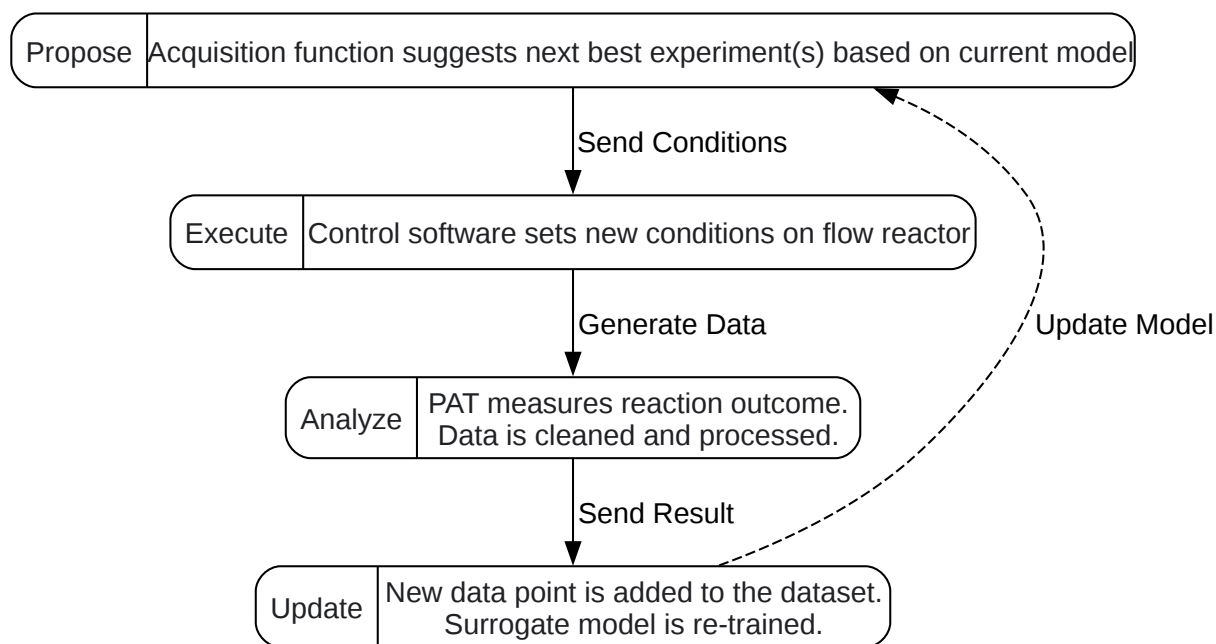 Propose
Acquisition function suggests next best experiment(s) based on current model
Send Conditions
Execute
Control software sets new conditions on flow reactor
Generate Data
Update Model
Analyze
PAT measures reaction outcome.
Data is cleaned and processed.
Send Result
Update
New data point is added to the dataset.
Surrogate model is re-trained.